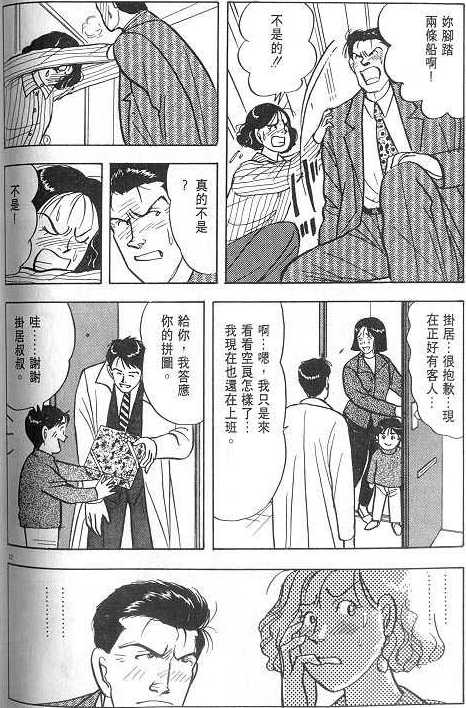 妳腳踏
兩條船啊！
不是的!!
真的不是
？
不是！
掛居…很抱歉…現
在正好有客人…
啊…嗯，我只是來
看看空良怎樣了…
我現在也還在上班。
給你，我答應
你的拼圖。
哇……謝謝
掛居叔叔。
………
………
………
………